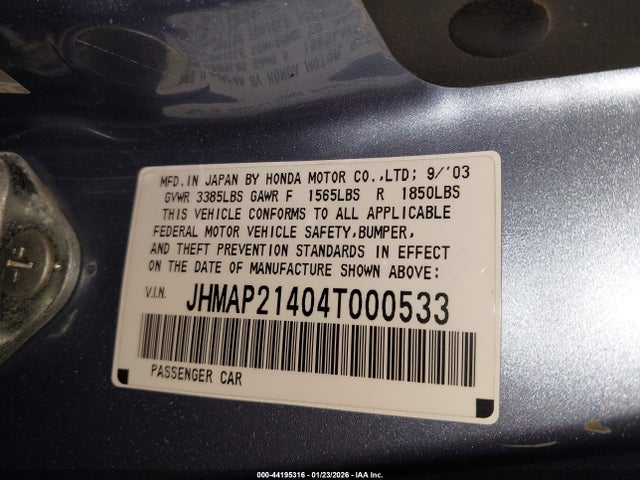 MFD.IN JAPAN BY HONDA MOTOR CO.,LTD; 9/'03
GVWR 3385LBS GAWR F 1565LBS R 1850LBS
THIS VEHICLE CONFORMS TO ALL APPLICABLE
FEDERAL MOTOR VEHICLE SAFETY,BUMPER,
AND THEFT PREVENTION STANDARDS IN EFFECT
ON THE DATE OF MANUFACTURE SHOWN ABOVE:
V.I.N. JHMAP21404T000533
PASSENGER CAR
000-44195316 - 01/23/2026 - IAA Inc.